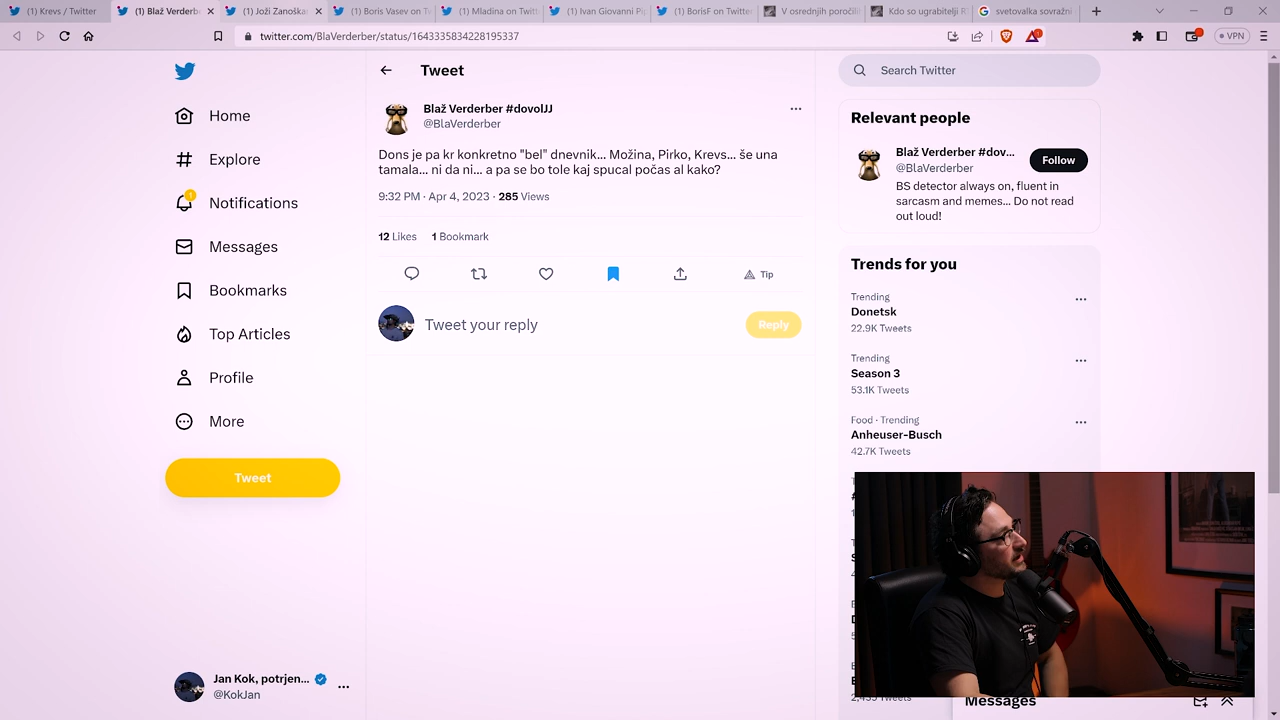 (1) Krevs / Twitter
(1) Blaž Verderb
(1) Joži Zanoška
(1) Boris Vasev on T
(1) Mladina on Twit
(1) Ivan Giovanni Pi
(1) BorisF on Twitte
V osrednjih poročili
Kdo so ugrabitelji R
svetovalka sovražni
twitter.com/BlaVerderber/status/1643335834228195337
VPN
Tweet
Search Twitter
Home
Explore
Notifications
Messages
Bookmarks
Top Articles
Profile
More
Tweet
Blaž Verderber #dovolJJ
@BlaVerderber
Dons je pa kr konkretno "bel" dnevnik... Možina, Pirko, Krevs... še una
tamala... ni da ni... a pa se bo tole kaj spucal počas al kako?
9:32 PM · Apr 4, 2023 · 285 Views
12 Likes 1 Bookmark
Tip
Tweet your reply
Reply
Relevant people
Blaž Verderber #dov...
@BlaVerderber
Follow
BS detector always on, fluent in
sarcasm and memes... Do not read
out loud!
Trends for you
Trending
Donetsk
22.9K Tweets
Trending
Season 3
53.1K Tweets
Food · Trending
Anheuser-Busch
42.7K Tweets
Jan Kok, potrjen...
@KokJan
Messages